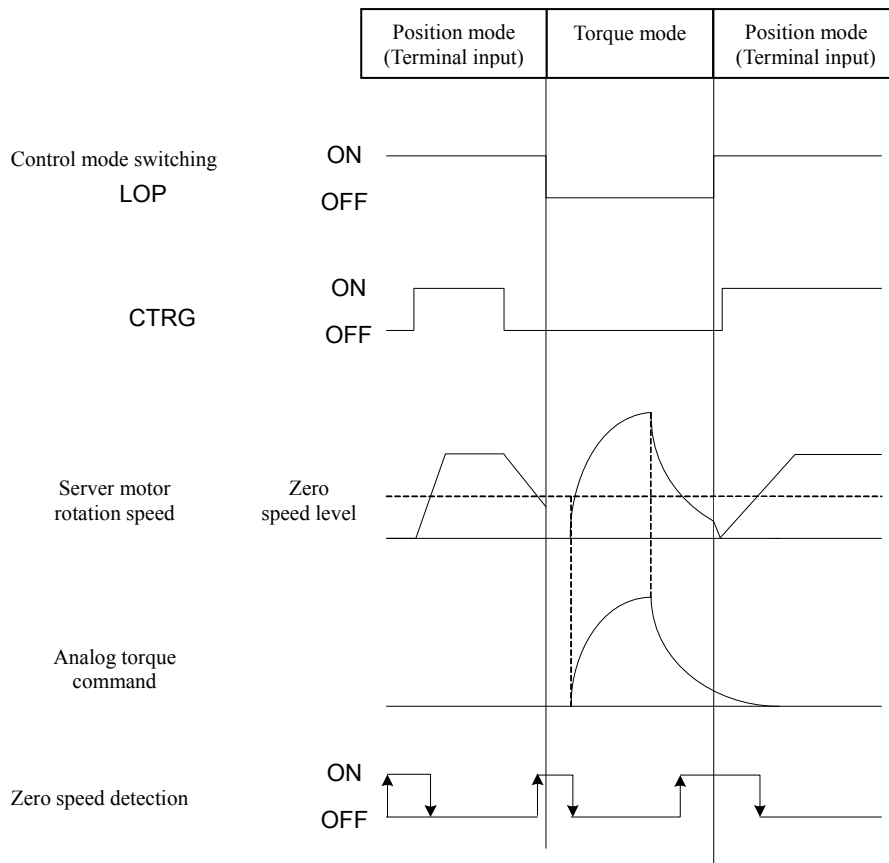 Position mode
(Terminal input)
Torque mode
Position mode
(Terminal input)
Control mode switching
LOP
ON
OFF
CTRG
ON
OFF
Server motor
rotation speed
Zero
speed level
Analog torque
command
Zero speed detection
ON
OFF